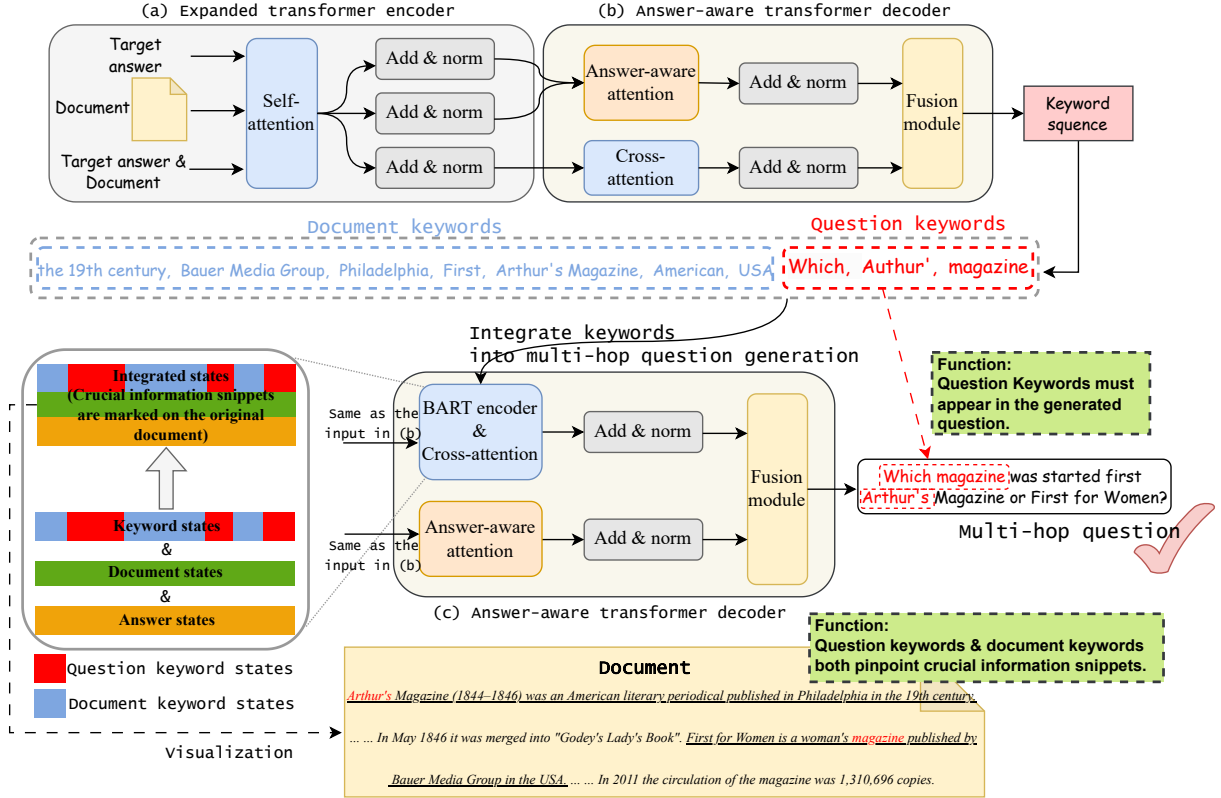 (a) Expanded transformer encoder
(b) Answer-aware transformer decoder
Target
answer
Document
Target answer &
Document
Self-
attention
Add & norm
Add & norm
Add & norm
Answer-aware
attention
Cross-
attention
Add & norm
Add & norm
Fusion
module
Keyword
squence
Document keywords
Question keywords
the 19th century, Bauer Media Group, Philadelphia, First, Arthur's Magazine, American, USA
Which, Authur', magazine
Integrate keywords
into multi-hop question generation
Integrated states
(Crucial information snippets
are marked on the original
document)
Keyword states
&
Document states
&
Answer states
Question keyword states
Document keyword states
Visualization
Same as the
input in (b)
Same as the
input in (b)
BART encoder
&
Cross-attention
Answer-aware
attention
Add & norm
Add & norm
Fusion
module
(c) Answer-aware transformer decoder
Function:
Question Keywords must
appear in the generated
question.
Which magazine was started first
Arthur's Magazine or First for Women?
Multi-hop question
Function:
Question keywords & document keywords
both pinpoint crucial information snippets.
Document
Arthur's Magazine (1844–1846) was an American literary periodical published in Philadelphia in the 19th century.
... ... In May 1846 it was merged into "Godey's Lady's Book". First for Women is a woman's magazine published by
Bauer Media Group in the USA. ... ... In 2011 the circulation of the magazine was 1,310,696 copies.